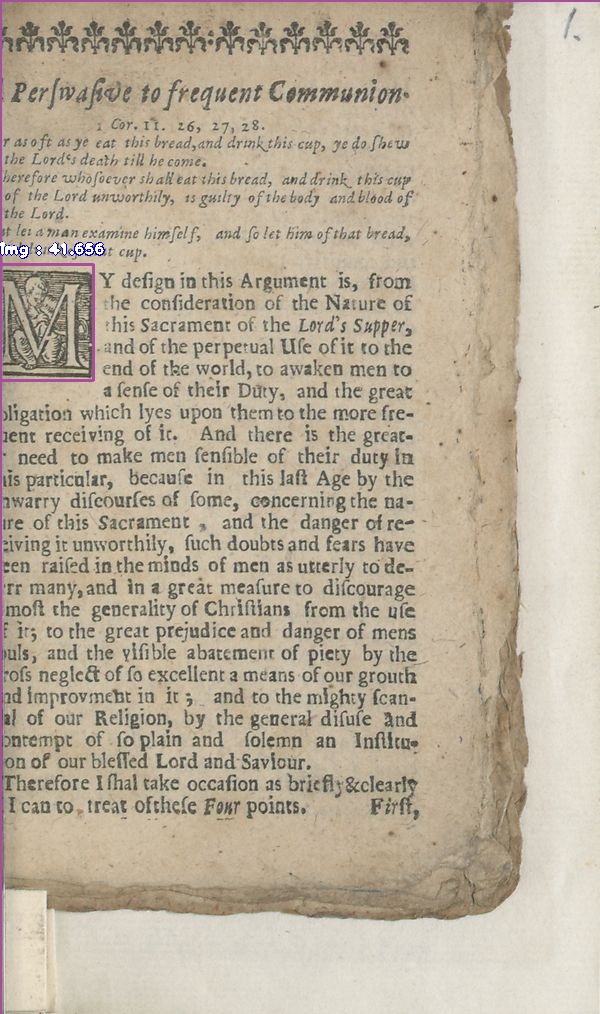 1.
Perſwaſive to frequent Communion.
1 Cor. 11. 26, 27, 28.
r as oft as ye eat this bread, and drink this cup, ye do ſhew
the Lord's death till he come.
herefore whoſoever shall eat this bread, and drink this cup
of the Lord unworthily, is guilty of the body and blood of
the Lord.
ut let a man examine himſelf, and ſo let him of that bread,
Img : 41.656
t cup.
MY deſign in this Argument is, from
the conſideration of the Nature of
this Sacrament of the Lord's Supper,
and of the perpetual Uſe of it to the
end of the world, to awaken men to
a ſenſe of their Duty, and the great
bligation which lyes upon them to the more fre-
uent receiving of it. And there is the great-
need to make men ſenſible of their duty in
is particular, becauſe in this laſt Age by the
nwarry diſcourſes of ſome, concerning the na-
ure of this Sacrament, and the danger of re-
eiving it unworthily, ſuch doubts and fears have
een raiſed in the minds of men as utterly to de-
rr many, and in a great meaſure to diſcourage
moſt the generality of Chriſtians from the uſe
f it; to the great prejudice and danger of mens
ouls, and the viſible abatement of piety by the
roſs neglect of ſo excellent a means of our grouth
nd improvment in it; and to the mighty ſcan-
al of our Religion, by the general diſuſe and
ontempt of ſo plain and ſolemn an Inſtitu-
on of our bleſſed Lord and Saviour.
Therefore I ſhal take occaſion as briefly & clearly
I can to treat of theſe Four points. Firſt,